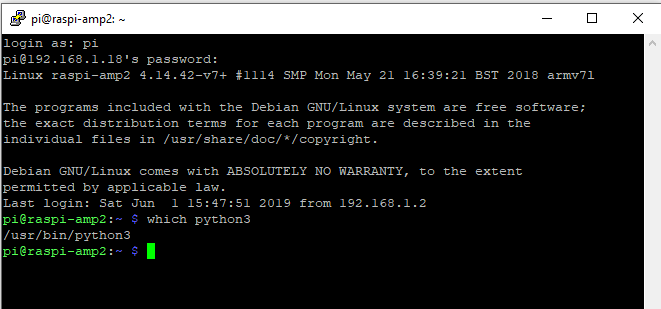 pi@raspi-amp2: ~
login as: pi
pi@192.168.1.18's password:
Linux raspi-amp2 4.14.42-v7+ #1114 SMP Mon May 21 16:39:21 BST 2018 armv7l
The programs included with the Debian GNU/Linux system are free software;
the exact distribution terms for each program are described in the
individual files in /usr/share/doc/*/copyright.
Debian GNU/Linux comes with ABSOLUTELY NO WARRANTY, to the extent
permitted by applicable law.
Last login: Sat Jun  1 15:47:51 2019 from 192.168.1.2
pi@raspi-amp2:~ $ which python3
/usr/bin/python3
pi@raspi-amp2:~ $